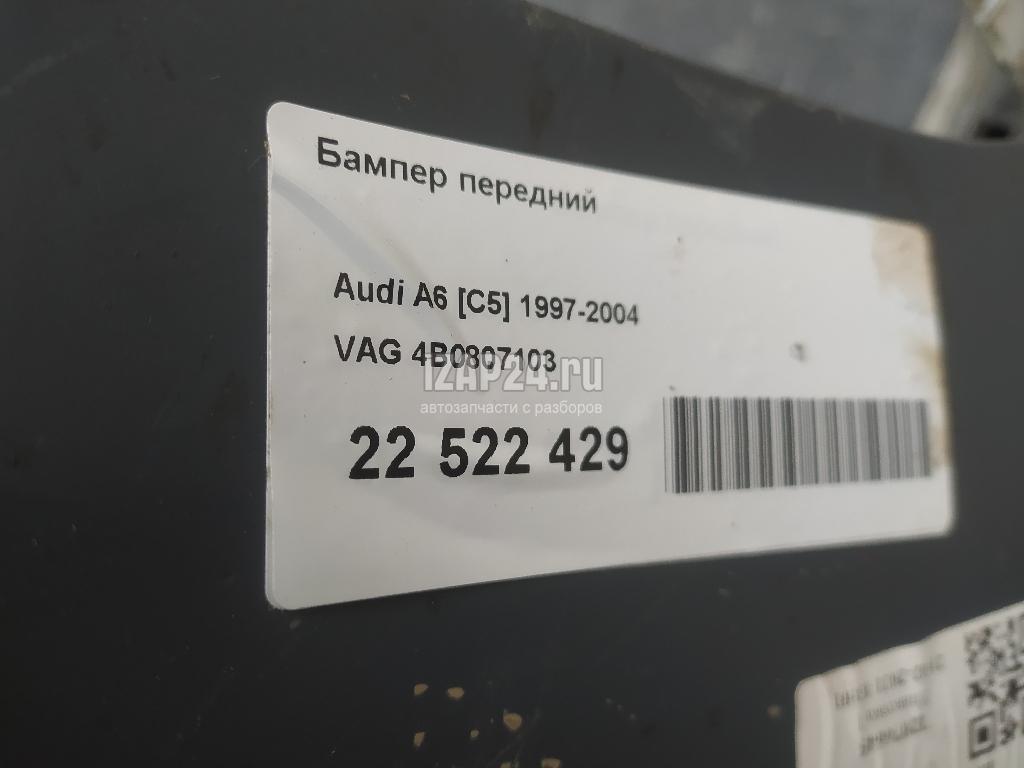 Бампер передний
Audi A6 [C5] 1997-2004
VAG 4B0807103
IZAP24.ru
автозапчасти с разборов
22 522 429